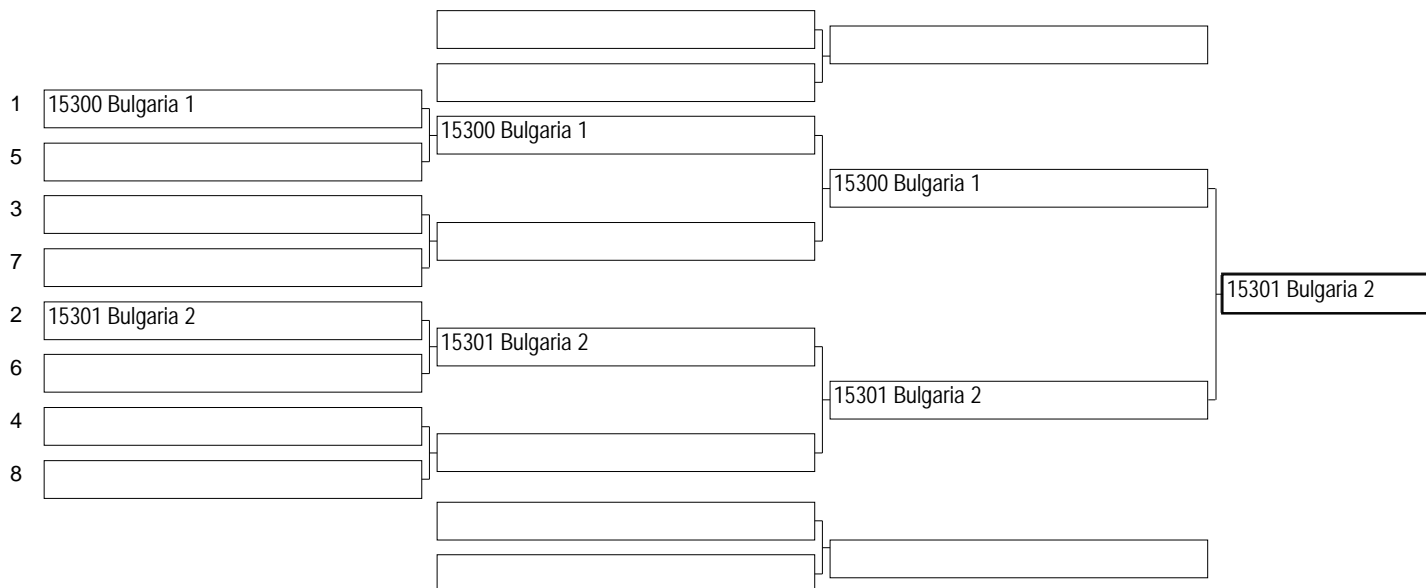 1 15300 Bulgaria 1
15300 Bulgaria 1
5
15300 Bulgaria 1
3
7
15301 Bulgaria 2
2 15301 Bulgaria 2
15301 Bulgaria 2
6
15301 Bulgaria 2
4
8